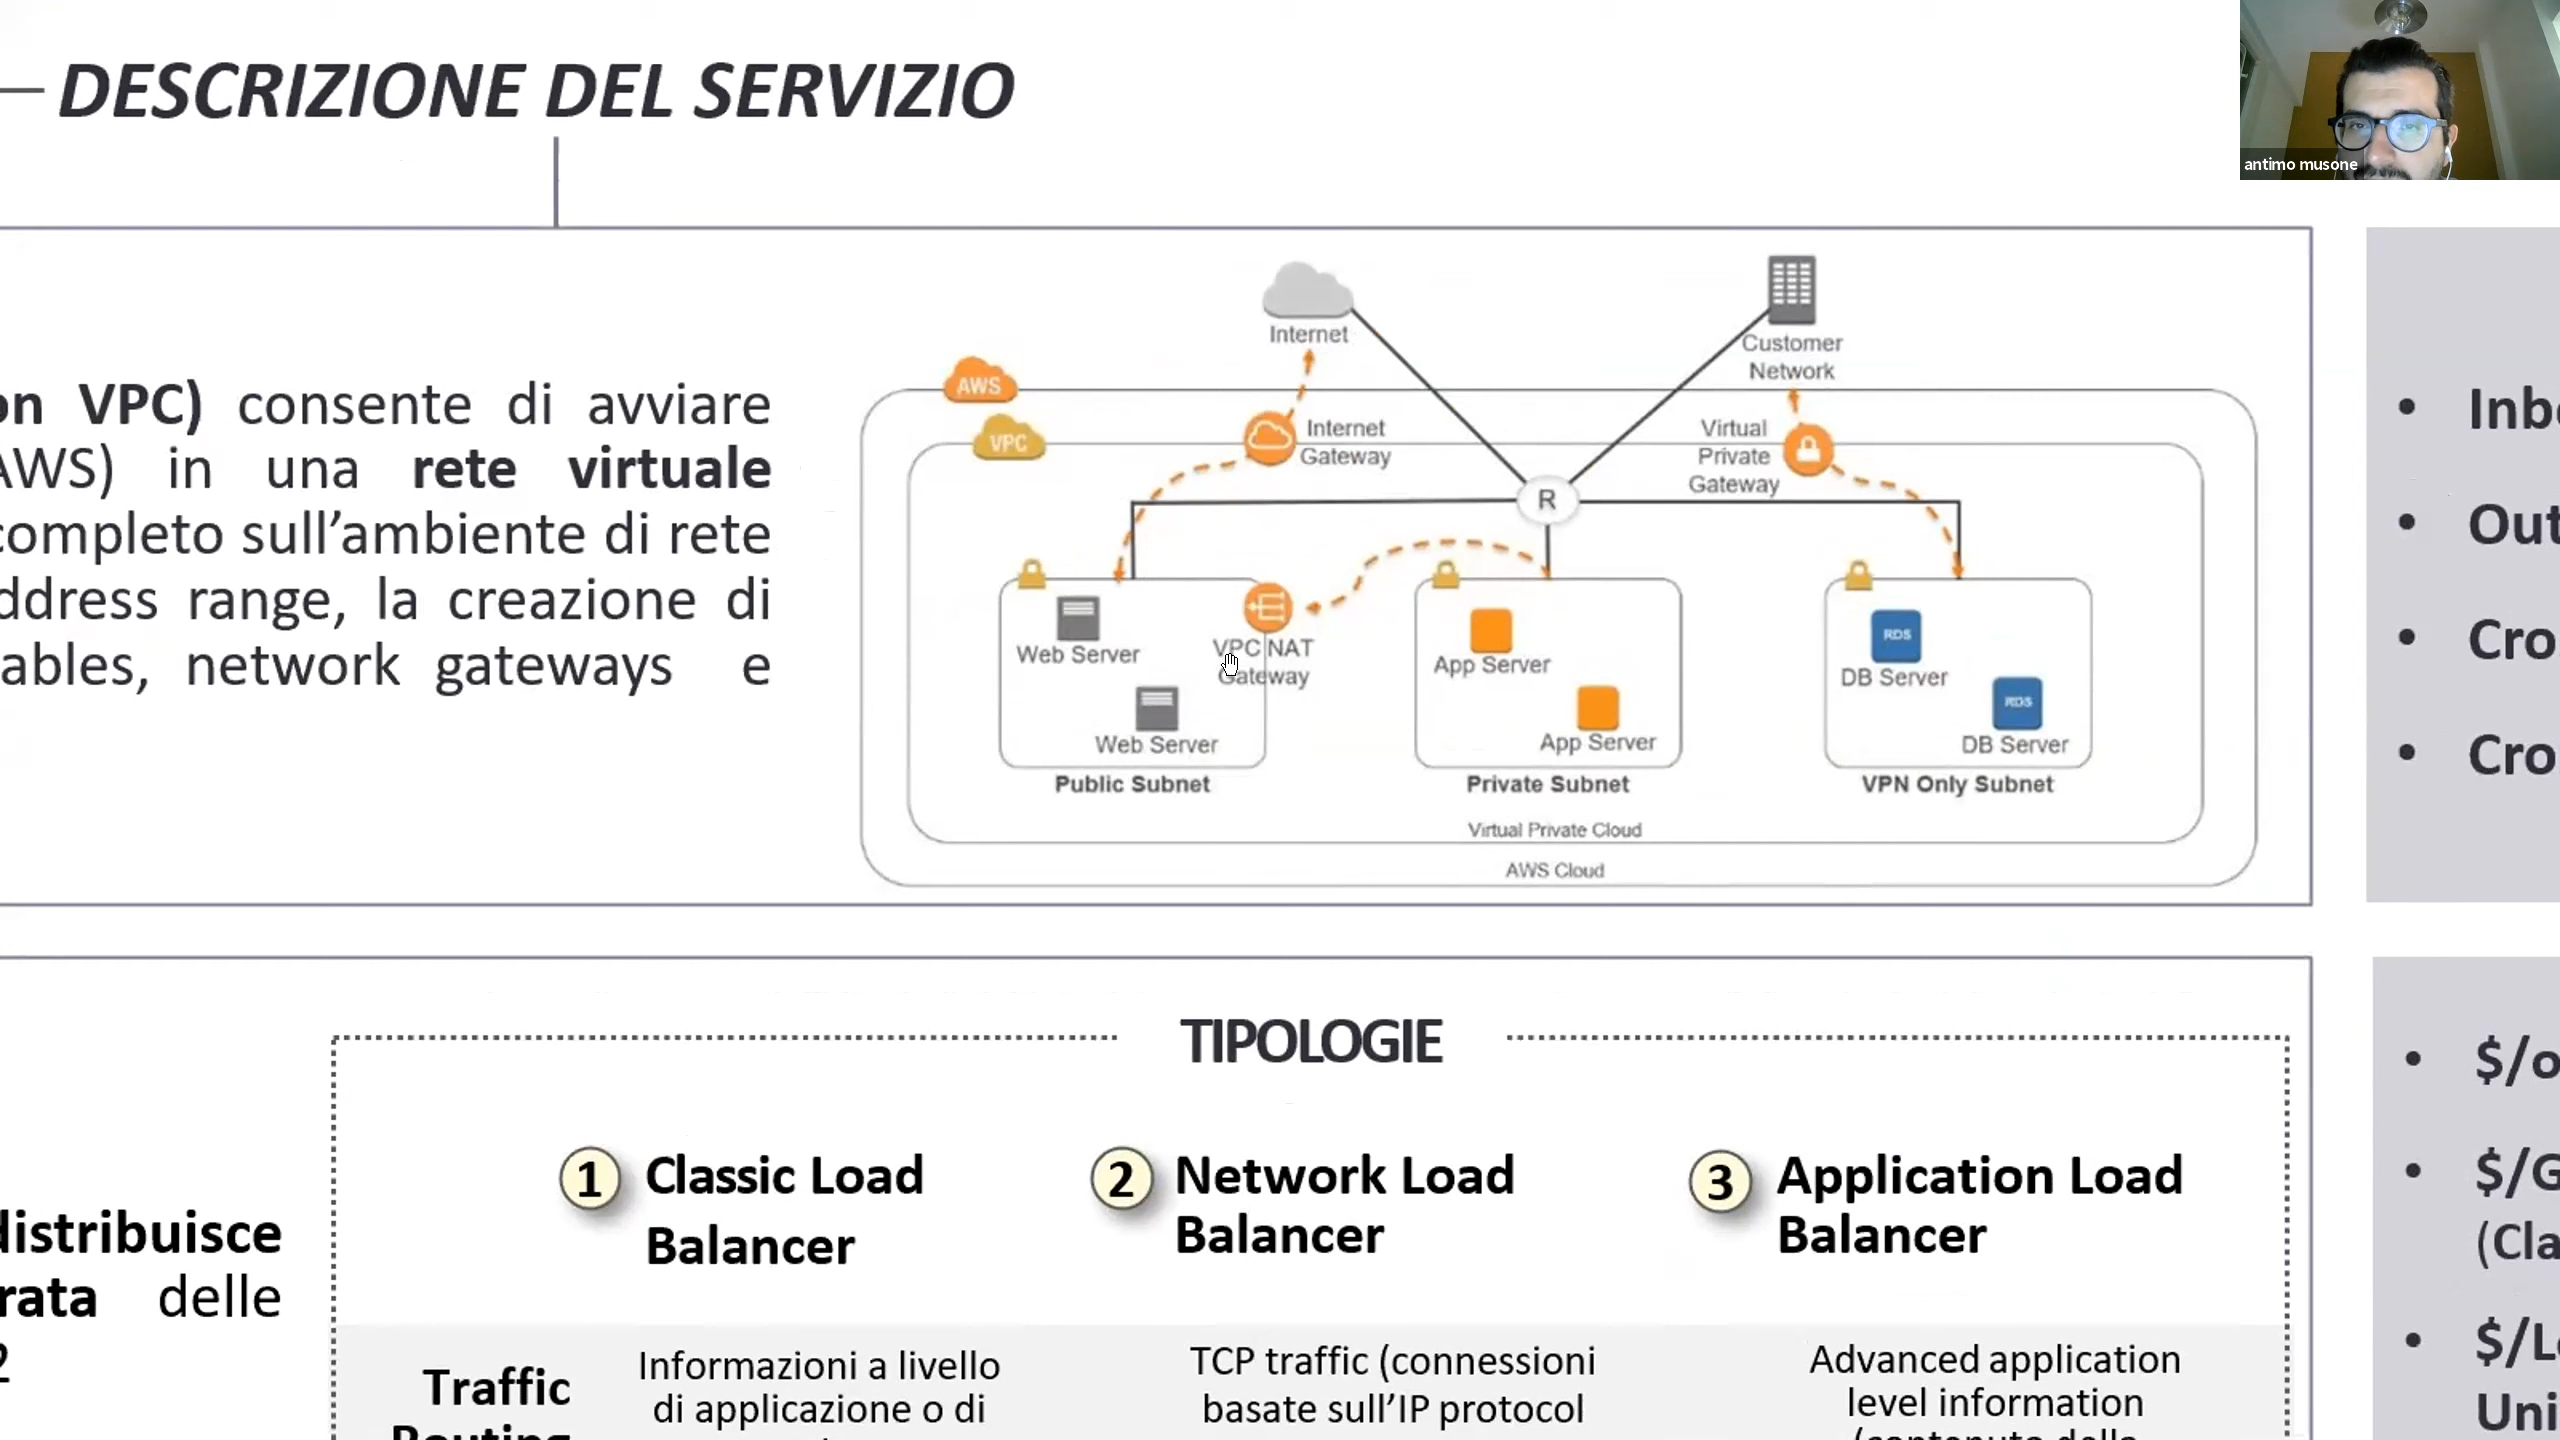 DESCRIZIONE DEL SERVIZIO
antimo musone
on VPC) consente di avviare
AWS) in una rete virtuale
completo sull'ambiente di rete
ddress range, la creazione di
ables, network gateways e
Internet
Customer
Network
AWS
VPC
Internet
Gateway
Virtual
Private
Gateway
R
Web Server
VPC NAT
Gateway
Web Server
Public Subnet
App Server
App Server
Private Subnet
RDS
DB Server
RDS
DB Server
VPN Only Subnet
Virtual Private Cloud
AWS Cloud
• Inb
• Out
• Cro
• Cro
TIPOLOGIE
1 Classic Load
Balancer
2 Network Load
Balancer
3 Application Load
Balancer
distribuisce
rata delle
2
Traffic
Routing
Informazioni a livello
di applicazione o di
TCP traffic (connessioni
basate sull'IP protocol
Advanced application
level information
(contenuto della
• $/o
• $/G
(Cla
• $/L
Uni